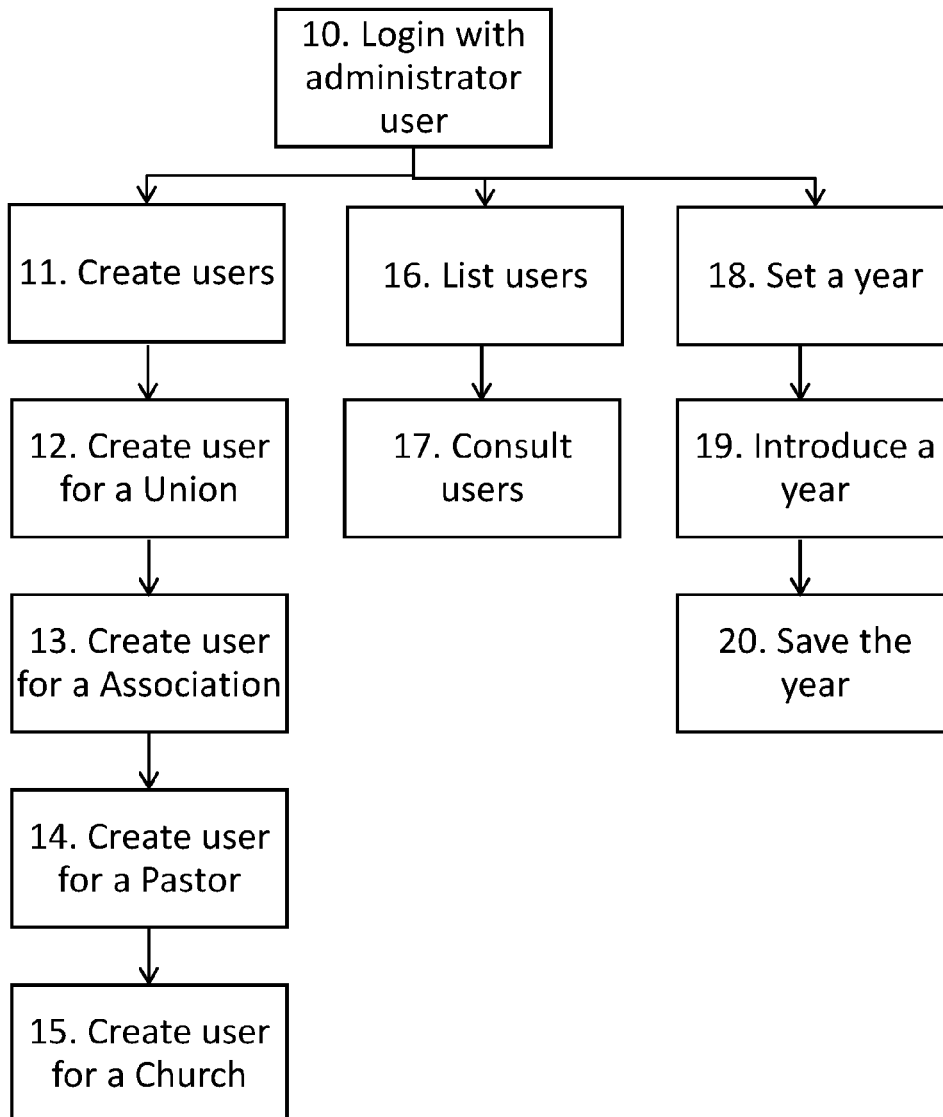 10. Login with
administrator
user
11. Create users
16. List users
18. Set a year
12. Create user
for a Union
17. Consult
users
19. Introduce a
year
13. Create user
for a Association
20. Save the
year
14. Create user
for a Pastor
15. Create user
for a Church